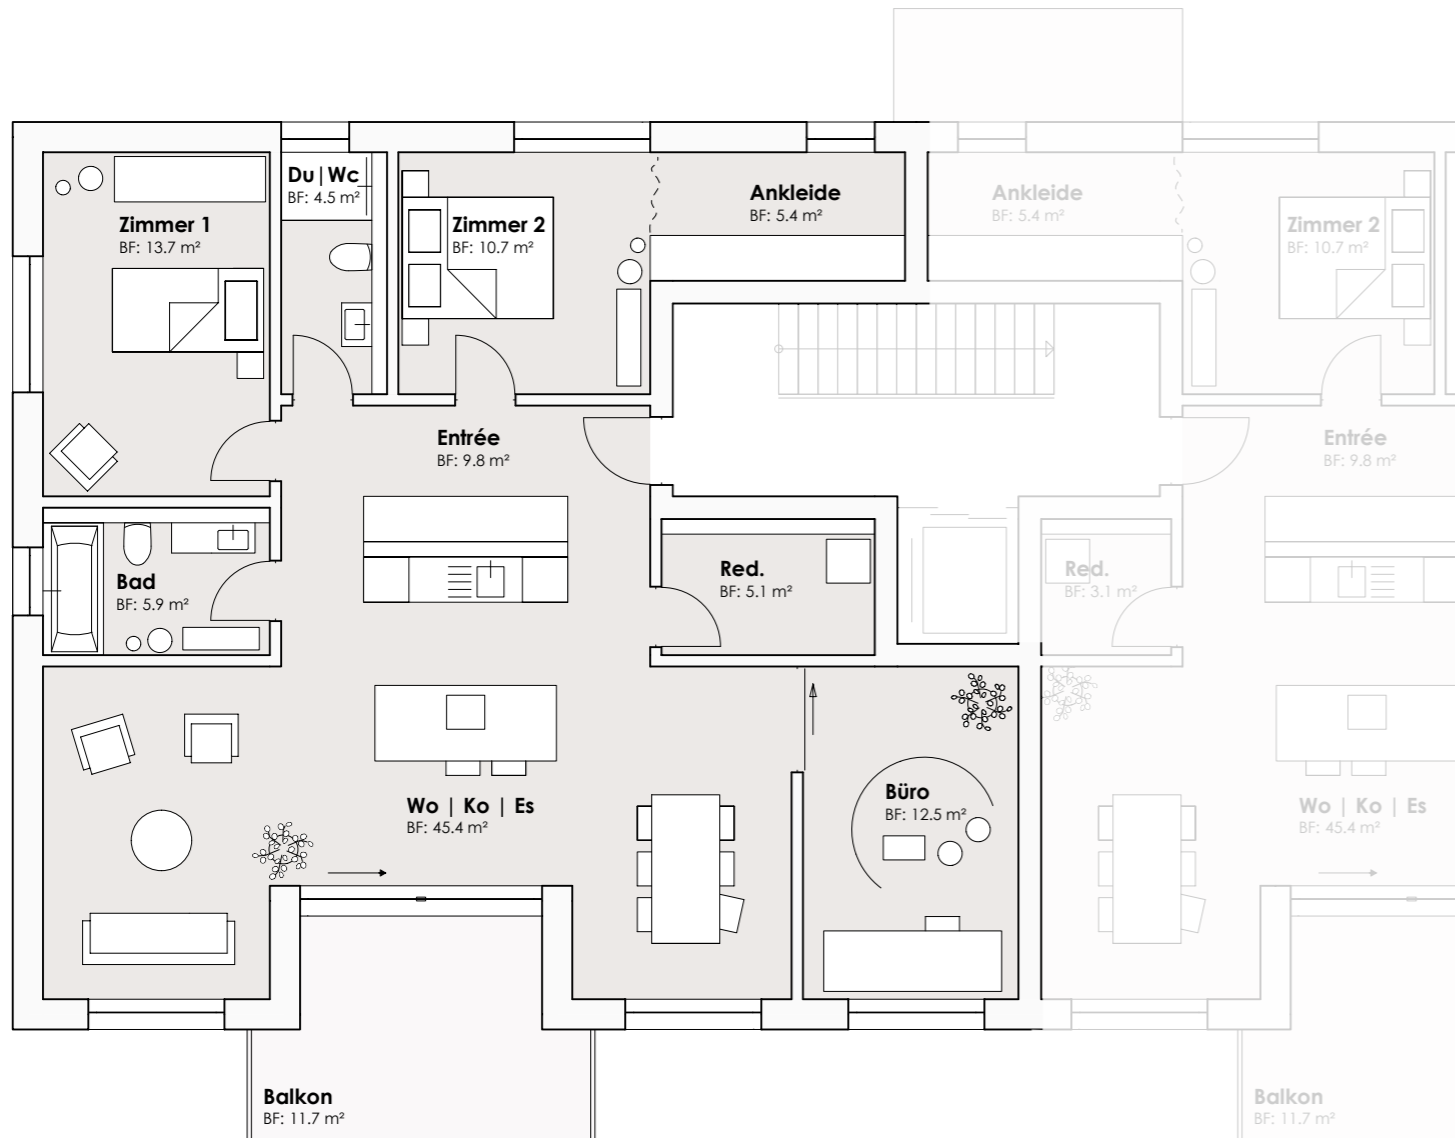 Du|Wc
BF: 4.5 m²
Zimmer 1
BF: 13.7 m²
Zimmer 2
BF: 10.7 m²
Ankleide
BF: 5.4 m²
Ankleide
BF: 5.4 m²
Zimmer 2
BF: 10.7 m²
Entrée
BF: 9.8 m²
Entrée
BF: 9.8 m²
Bad
BF: 5.9 m²
Red.
BF: 5.1 m²
Red.
BF: 3.1 m²
Wo | Ko | Es
BF: 45.4 m²
Büro
BF: 12.5 m²
Wo | Ko | Es
BF: 45.4 m²
Balkon
BF: 11.7 m²
Balkon
BF: 11.7 m²